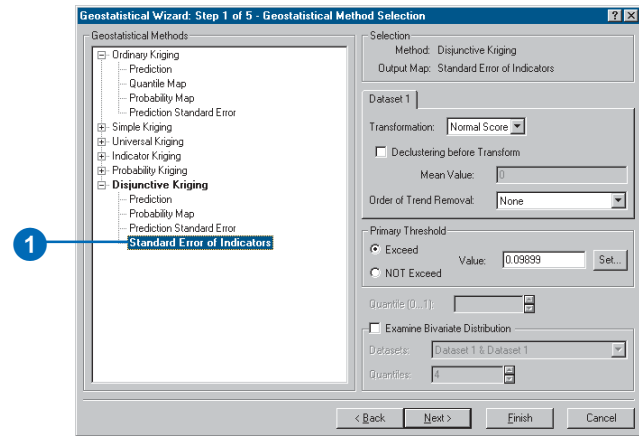 Geostatistical Wizard: Step 1 of 5 - Geostatistical Method Selection
Geostatistical Methods
Ordinary Kriging
Prediction
Quantile Map
Probability Map
Prediction Standard Error
Simple Kriging
Universal Kriging
Indicator Kriging
Probability Kriging
Disjunctive Kriging
Prediction
Probability Map
Prediction Standard Error
Standard Error of Indicators
1
Selection
Method: Disjunctive Kriging
Output Map: Standard Error of Indicators
Dataset 1
Transformation: Normal Score
Declustering before Transform
Mean Value: 0
Order of Trend Removal: None
Primary Threshold
Exceed
NOT Exceed
Value: 0.09899
Set...
Quantile (0...1):
Examine Bivariate Distribution
Datasets: Dataset 1 & Dataset 1
Quantiles: 4
< Back
Next >
Finish
Cancel